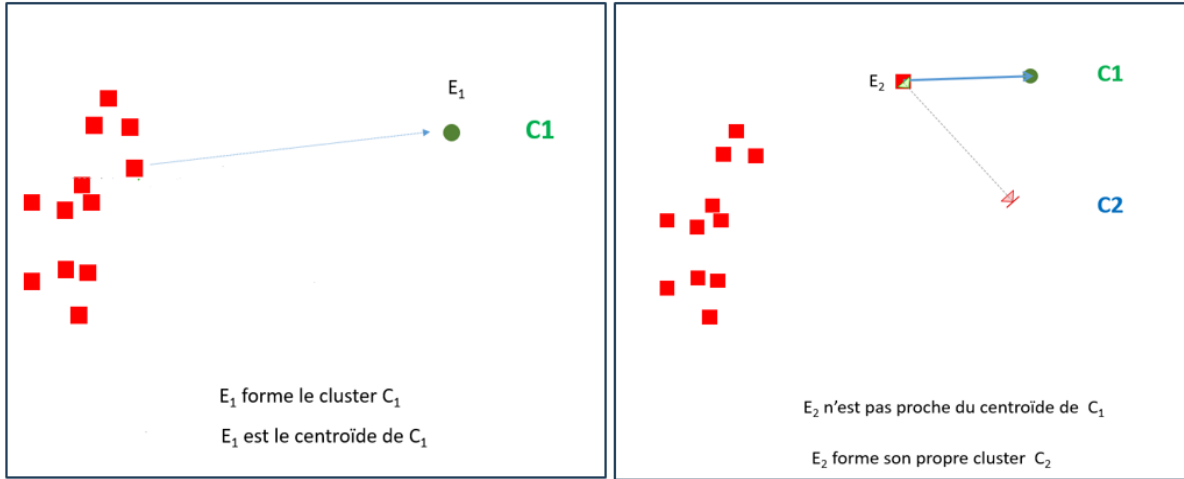 E₁
C1
E₁ forme le cluster C₁
E₁ est le centroïde de C₁
E₂
C1
C2
E₂ n'est pas proche du centroïde de C₁
E₂ forme son propre cluster C₂